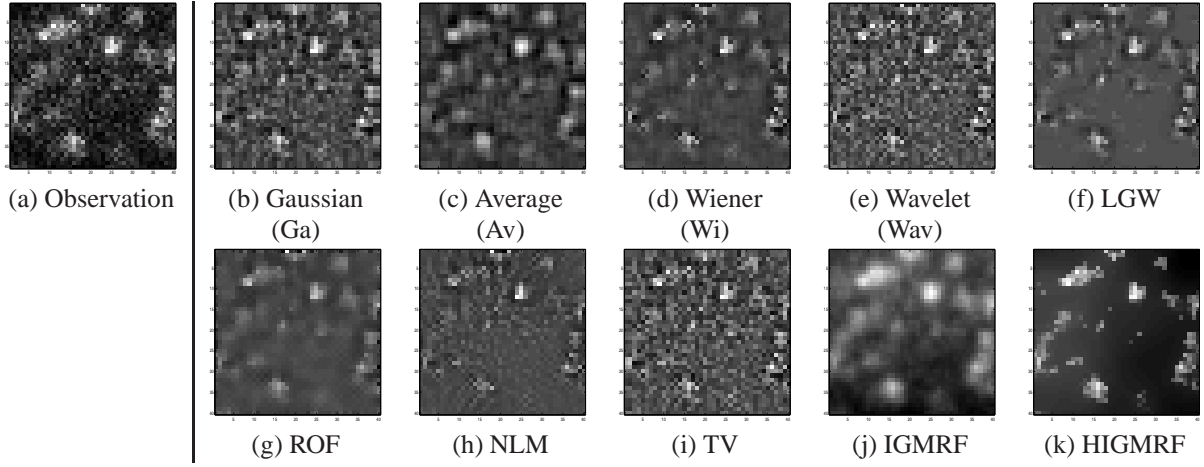 (a) Observation
(b) Gaussian
(Ga)
(c) Average
(Av)
(d) Wiener
(Wi)
(e) Wavelet
(Wav)
(f) LGW
(g) ROF
(h) NLM
(i) TV
(j) IGMRF
(k) HIGMRF